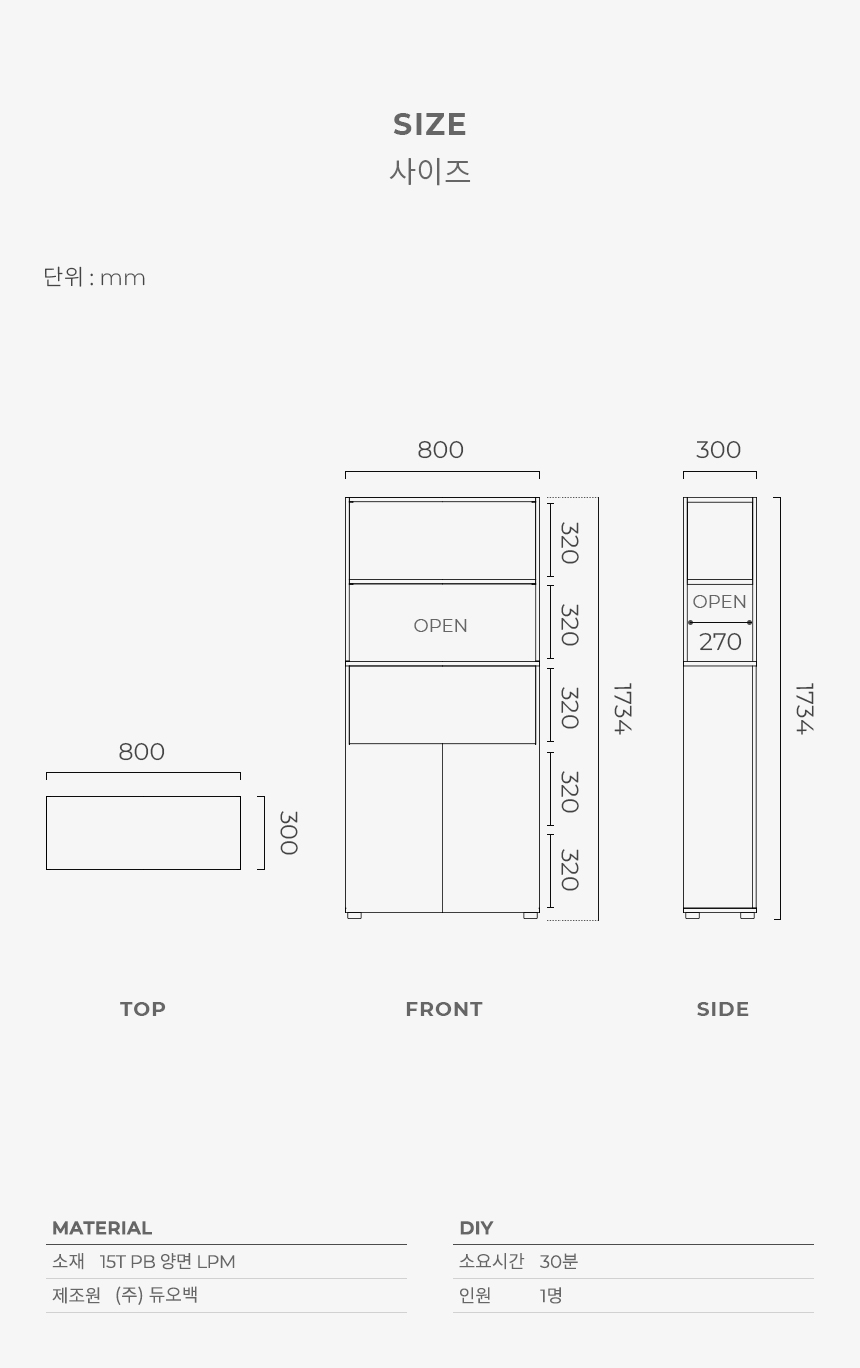 SIZE
사이즈
단위 : mm
800
300
320
320
OPEN
OPEN
270
320
1734
1734
800
320
300
320
TOP
FRONT
SIDE
MATERIAL
소재 15T PB 양면 LPM
제조원 (주) 듀오백
DIY
소요시간 30분
인원 1명